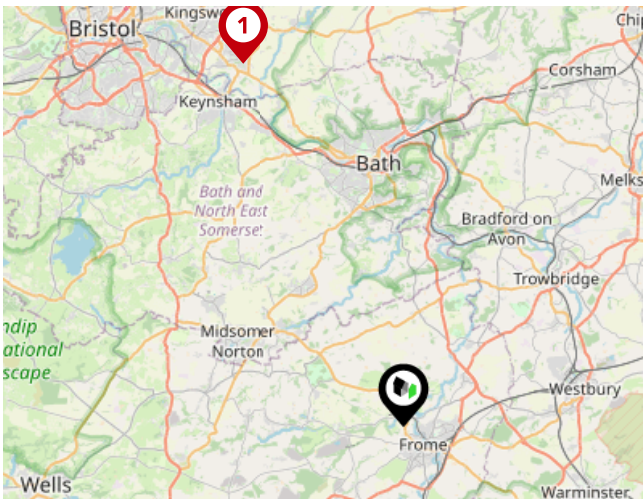 Kingsw
1
Bristol
Chip
Corsham
Keynsham
Bath
Melks
Bath and
North East
Somerset
Bradford on
Avon
Trowbridge
ndip
ational
scape
Midsomer
Norton
Westbury
Frome
Wells
Warminster